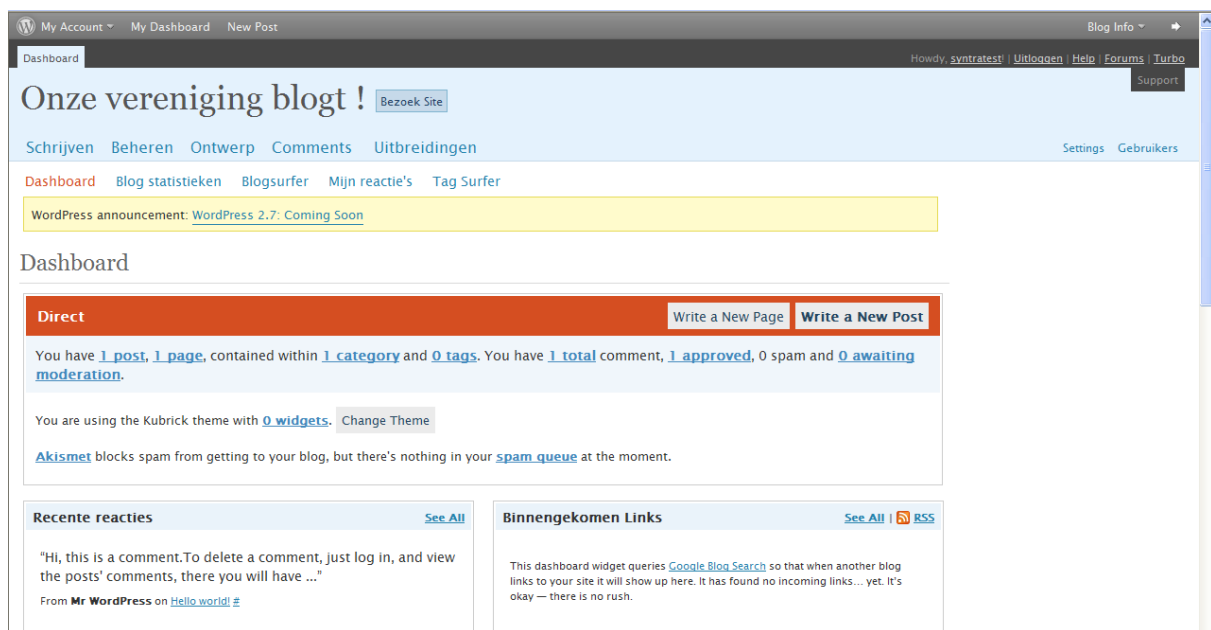 My Account My Dashboard New Post Blog Info
Dashboard Howdy, syntratest! | Uitloggen | Help | Forums | Turbo
Support
Onze vereniging blogt ! Bezoek Site
Schrijven Beheren Ontwerp Comments Uitbreidingen Settings Gebruikers
Dashboard Blog statistieken Blogsurfer Mijn reactie's Tag Surfer
WordPress announcement: WordPress 2.7: Coming Soon
Dashboard
Direct Write a New Page Write a New Post
You have 1 post, 1 page, contained within 1 category and 0 tags. You have 1 total comment, 1 approved, 0 spam and 0 awaiting
moderation.
You are using the Kubrick theme with 0 widgets. Change Theme
Akismet blocks spam from getting to your blog, but there's nothing in your spam queue at the moment.
Recente reacties See All
"Hi, this is a comment.To delete a comment, just log in, and view
the posts' comments, there you will have ..."
From Mr WordPress on Hello world! #
Binnengekomen Links See All | RSS
This dashboard widget queries Google Blog Search so that when another blog
links to your site it will show up here. It has found no incoming links… yet. It's
okay — there is no rush.